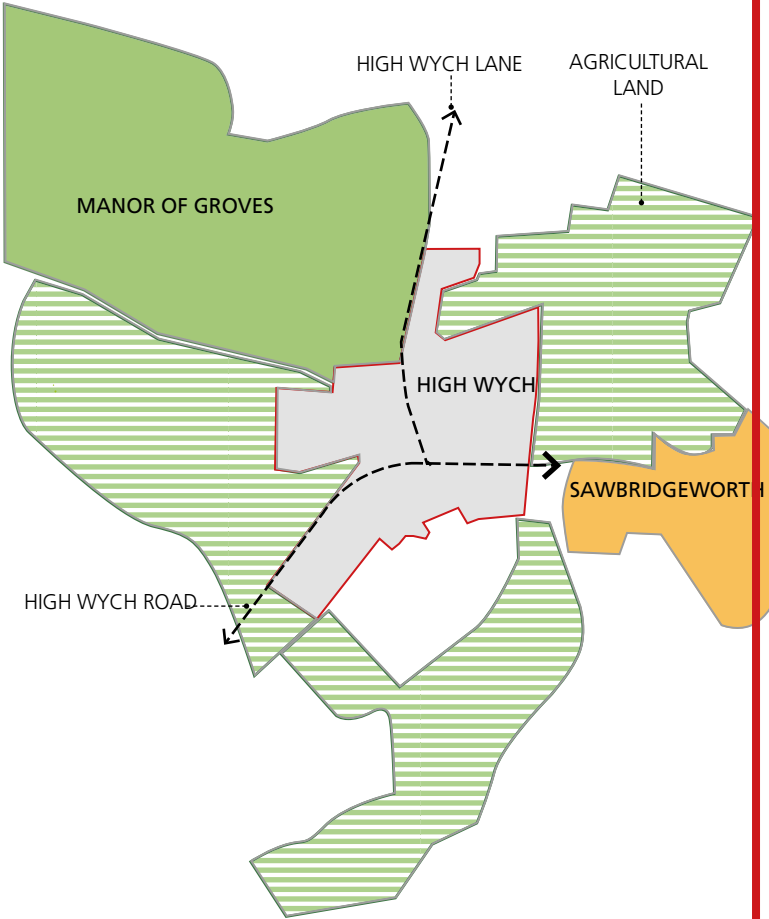 HIGH WYCH LANE
AGRICULTURAL
LAND
MANOR OF GROVES
HIGH WYCH
SAWBRIDGEWORTH
HIGH WYCH ROAD